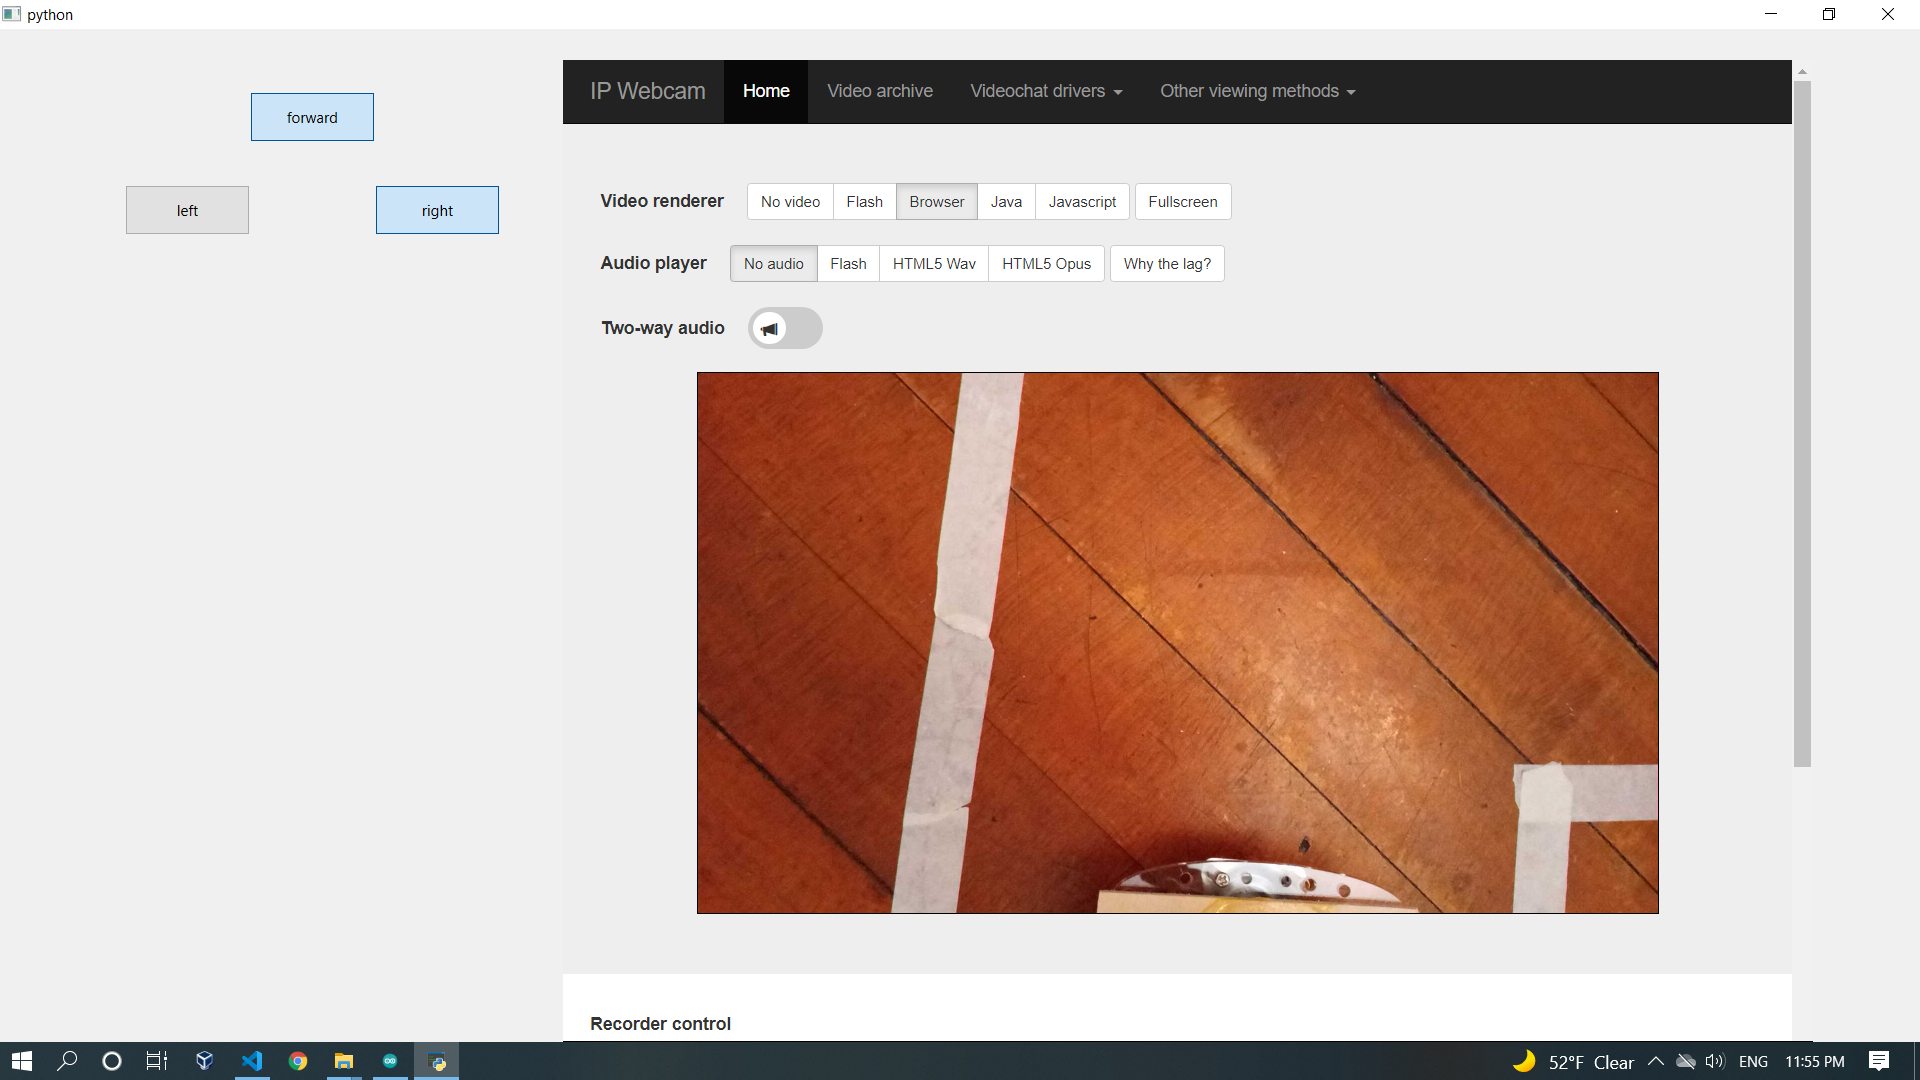 python
forward
left
right
IP Webcam Home Video archive Videochat drivers Other viewing methods
Video renderer No video Flash Browser Java Javascript Fullscreen
Audio player No audio Flash HTML5 Wav HTML5 Opus Why the lag?
Two-way audio
Recorder control
52°F Clear ENG 11:55 PM